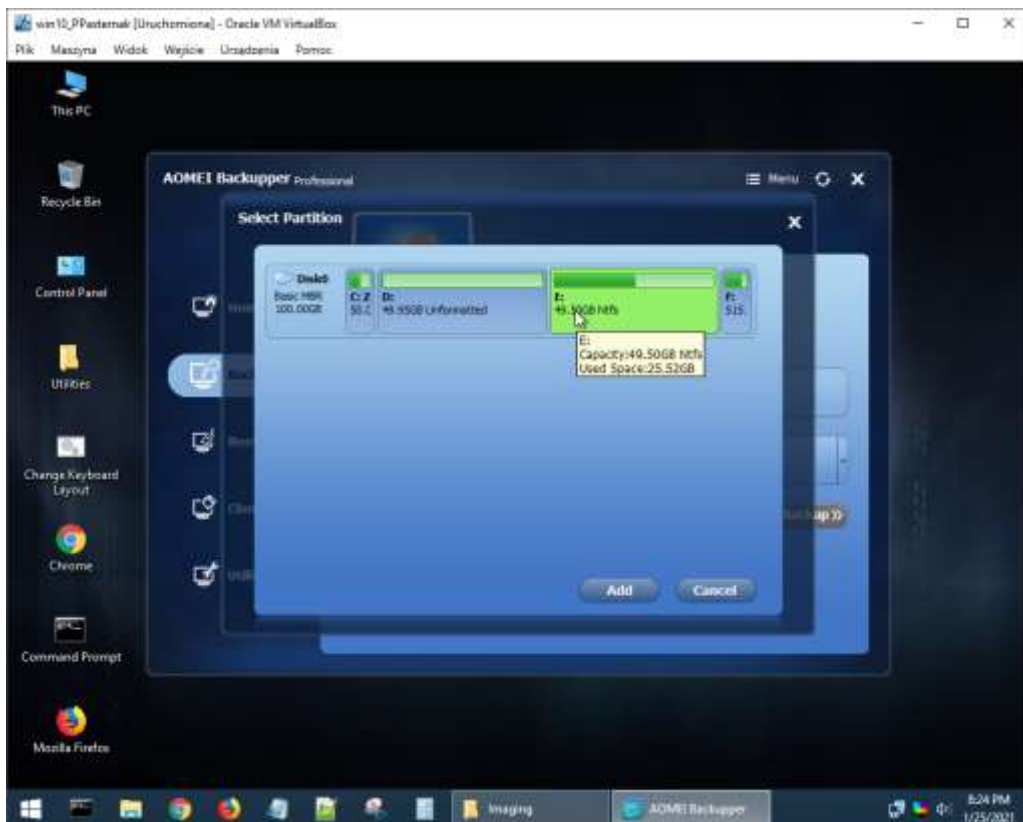 win10_PPasternak [Uruchomiona] - Oracle VM VirtualBox
Plik Maszyna Widok Wejście Urządzenia Pomoc
This PC
Recycle Bin
Control Panel
Utilities
Change Keyboard
Layout
Chrome
Command Prompt
Mozilla Firefox
AOMEI Backupper Professional
Menu
Select Partition
Disk0
Basic MBR
100.00GB
C:
D:
49.95GB Unformatted
E:
49.50GB Ntfs
F:
515.
E:
Capacity:49.50GB Ntfs
Used Space:25.52GB
Add Cancel
Imaging
AOMEI Backupper
8:24 PM
1/25/2021